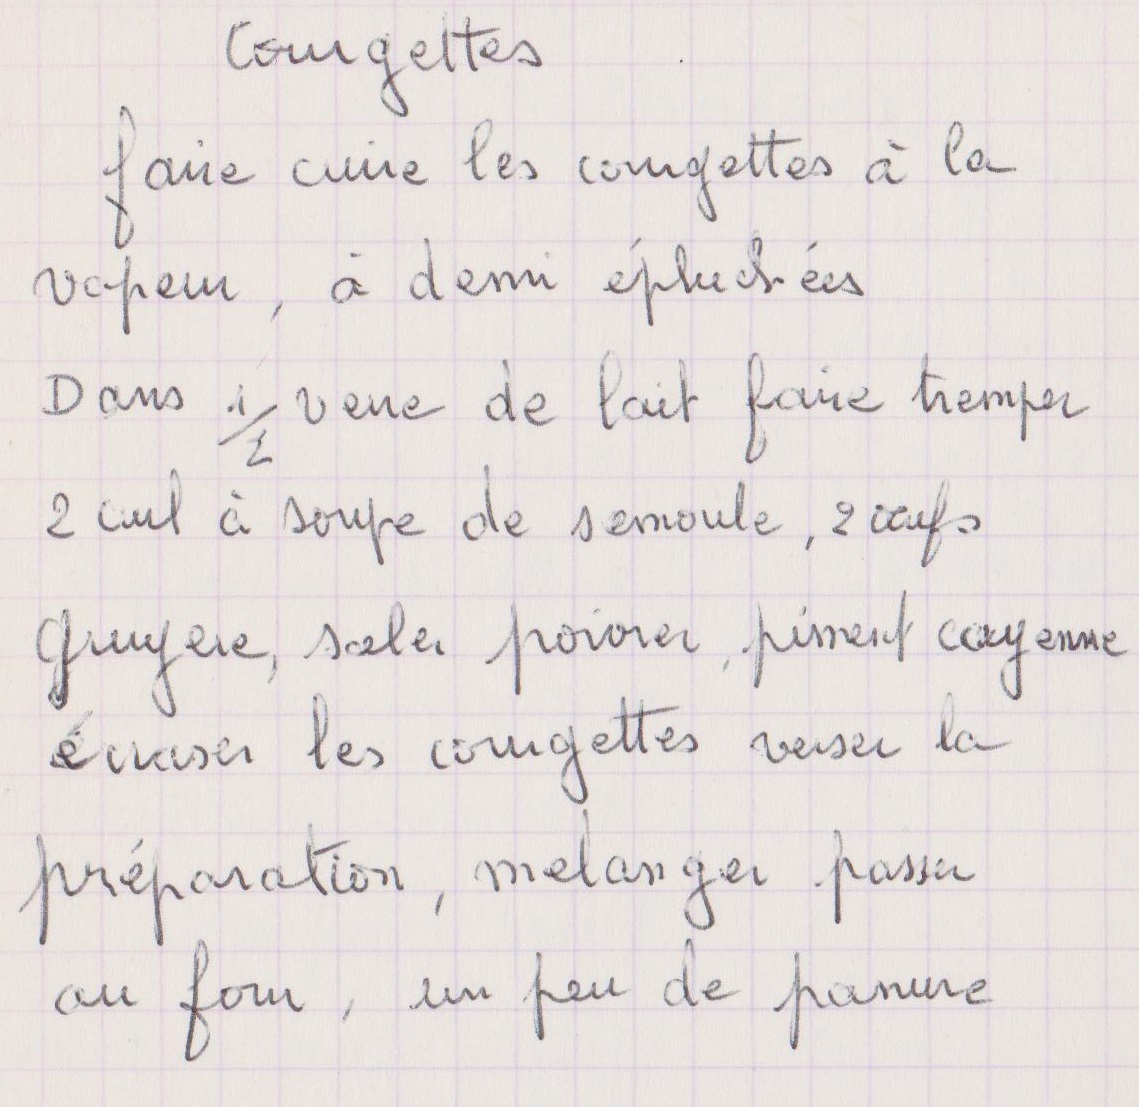 Courgettes
faire cuire les courgettes à la
vapeur, à demi épluchées
Dans 1/2 verre de lait faire tremper
2 cuil à soupe de semoule, 2 œufs
gruyere, saler poivrer, piment cayenne
écraser les courgettes verser la
préparation, melanger passer
au four, un peu de panure